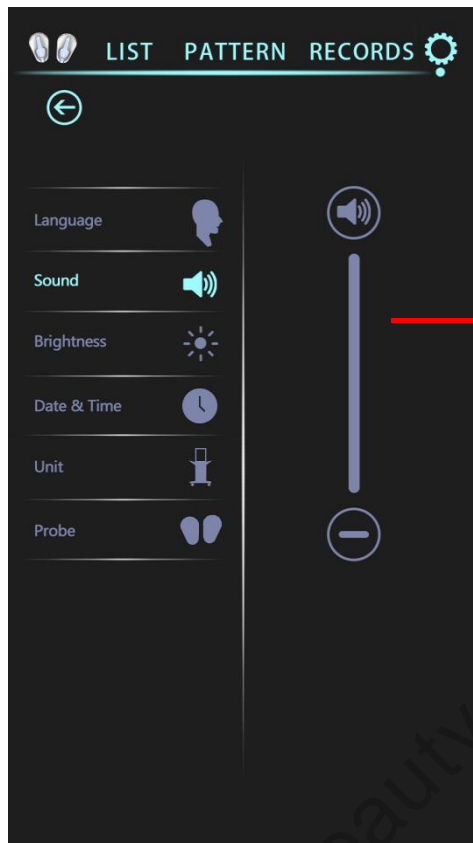 LIST PATTERN RECORDS
Language
Sound
Brightness
Date & Time
Unit
Probe